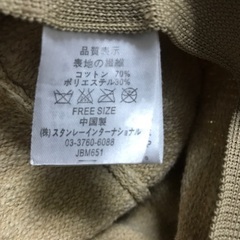 品質表示
表地の組織
コットン 70%
ポリエステル30%
FREE SIZE
中国製
(株)スタンレーインターナショナル
03-3760-6088
JBM651